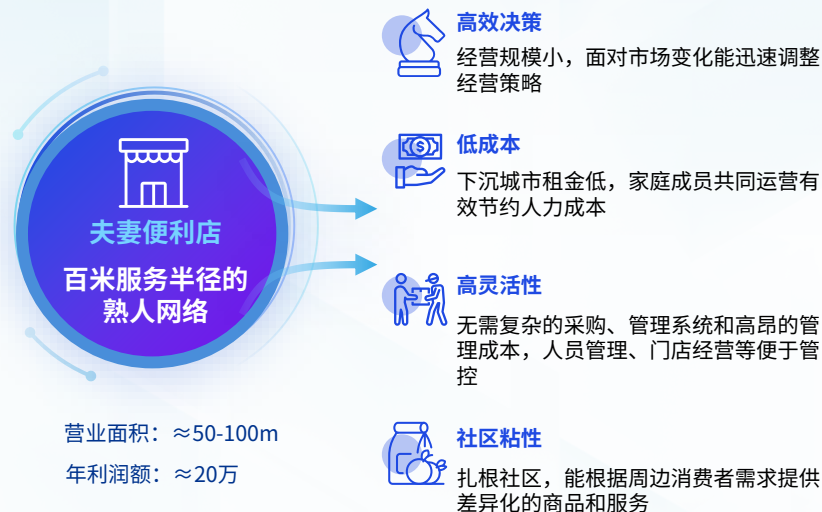 夫妻便利店
百米服务半径的
熟人网络
营业面积：≈50-100m
年利润额：≈20万
高效决策
经营规模小，面对市场变化能迅速调整
经营策略
低成本
下沉城市租金低，家庭成员共同运营有
效节约人力成本
高灵活性
无需复杂的采购、管理系统和高昂的管
理成本，人员管理、门店经营等便于管
控
社区粘性
扎根社区，能根据周边消费者需求提供
差异化的商品和服务